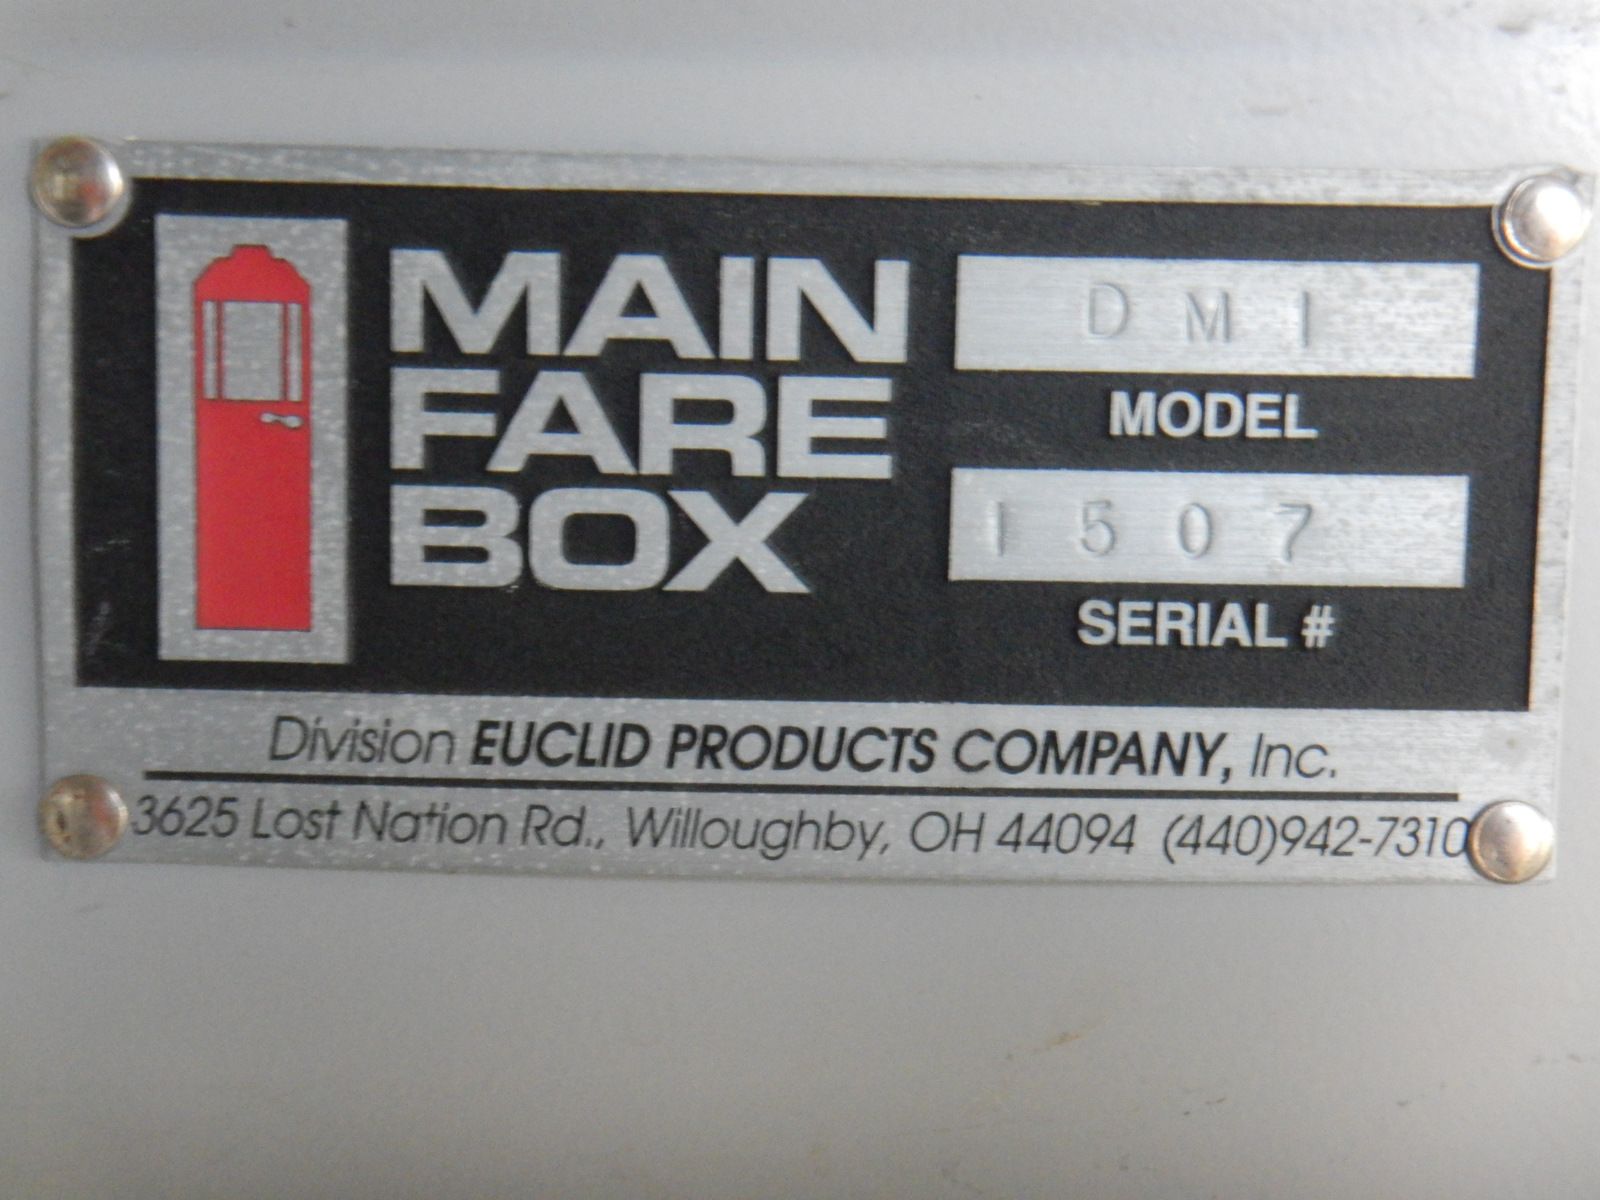 MAIN
FARE
BOX
DMI
MODEL
1507
SERIAL #
Division EUCLID PRODUCTS COMPANY, Inc.
3625 Lost Nation Rd., Willoughby, OH 44094 (440)942-7310